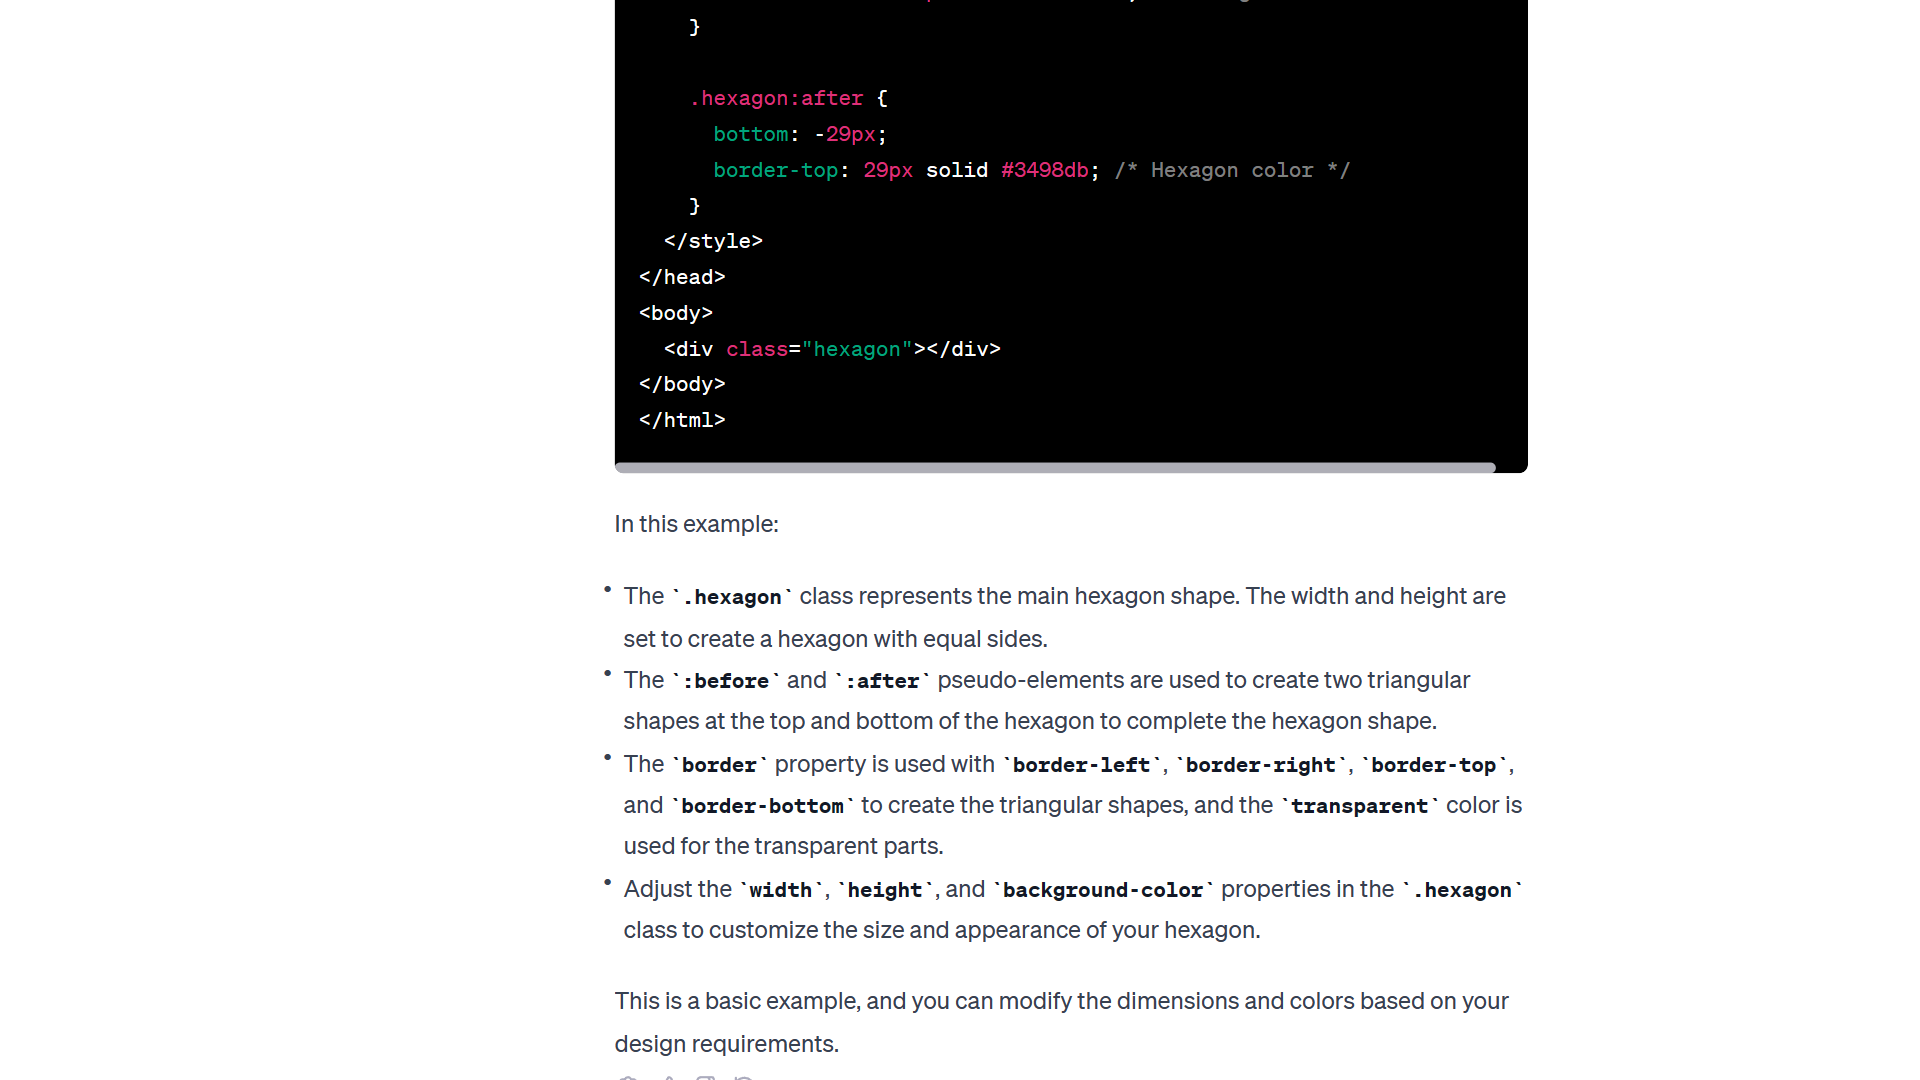 }
.hexagon:after {
bottom: -29px;
border-top: 29px solid #3498db; /* Hexagon color */
}
</style>
</head>
<body>
<div class="hexagon"></div>
</body>
</html>
In this example:
• The `.hexagon` class represents the main hexagon shape. The width and height are
set to create a hexagon with equal sides.
• The `:before` and `:after` pseudo-elements are used to create two triangular
shapes at the top and bottom of the hexagon to complete the hexagon shape.
• The `border` property is used with `border-left`, `border-right`, `border-top`,
and `border-bottom` to create the triangular shapes, and the `transparent` color is
used for the transparent parts.
• Adjust the `width`, `height`, and `background-color` properties in the `.hexagon`
class to customize the size and appearance of your hexagon.
This is a basic example, and you can modify the dimensions and colors based on your
design requirements.